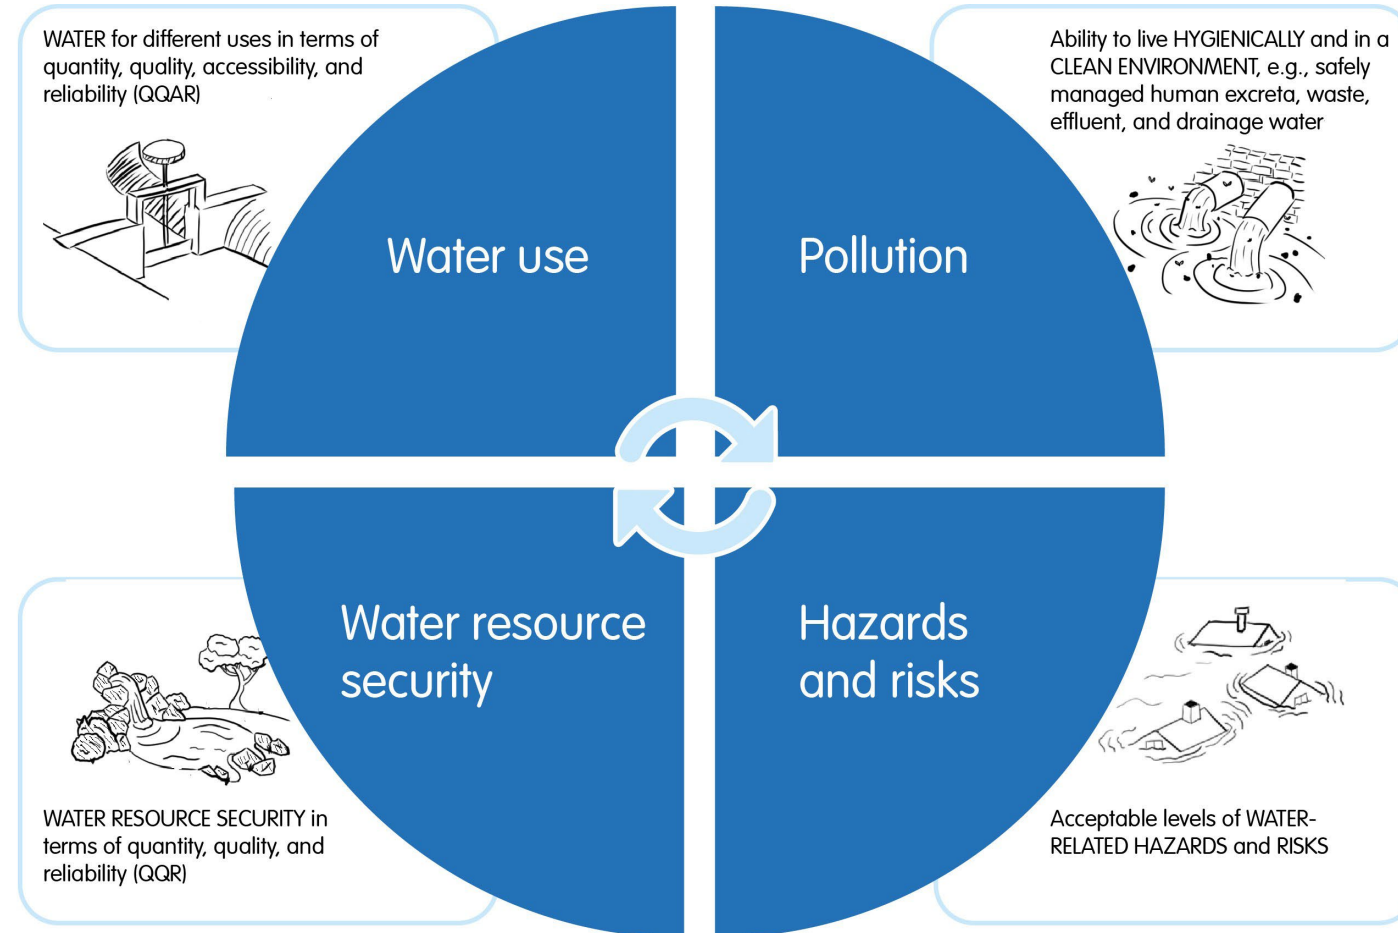 WATER for different uses in terms of
quantity, quality, accessibility, and
reliability (QQAR)
Ability to live HYGIENICALLY and in a
CLEAN ENVIRONMENT, e.g., safely
managed human excreta, waste,
effluent, and drainage water
Water use
Pollution
Water resource
security
Hazards
and risks
WATER RESOURCE SECURITY in
terms of quantity, quality, and
reliability (QQR)
Acceptable levels of WATER-
RELATED HAZARDS and RISKS